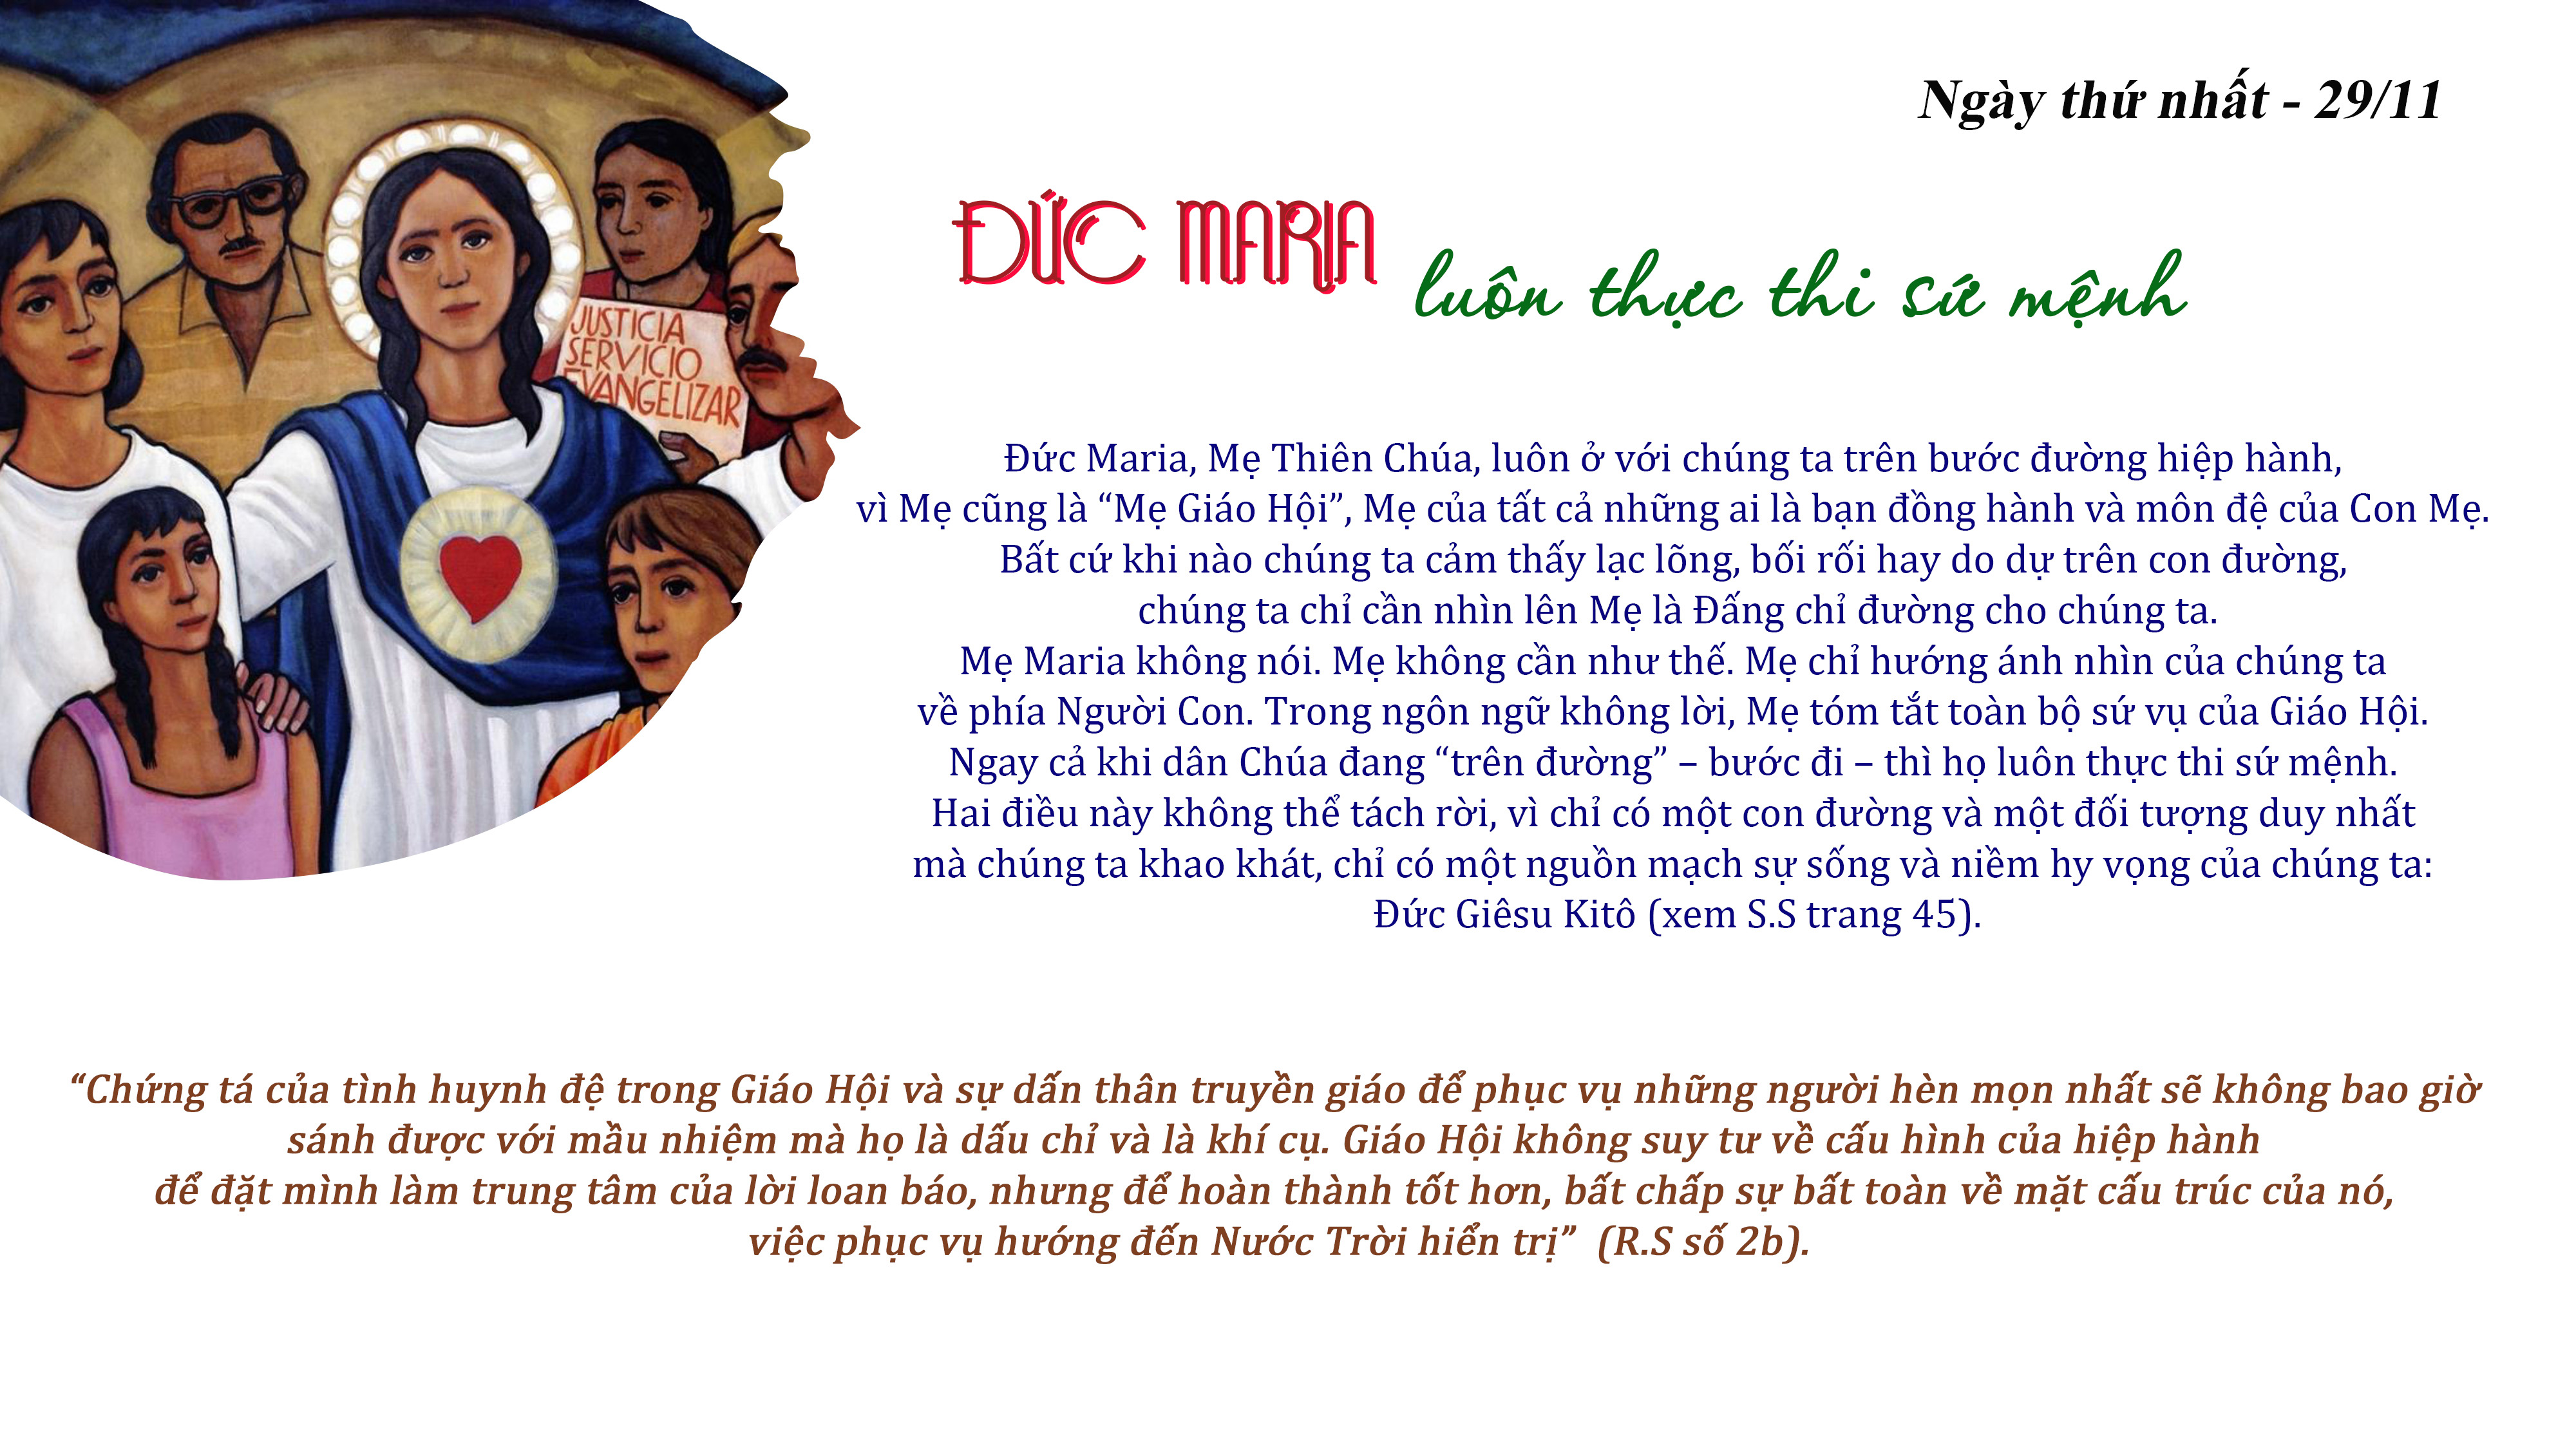 Ngày thứ nhất - 29/11
ĐỨC MARIA luôn thực thi sứ mệnh
JUSTICIA
SERVICIO
EVANGELIZAR
Đức Maria, Mẹ Thiên Chúa, luôn ở với chúng ta trên bước đường hiệp hành,
vì Mẹ cũng là “Mẹ Giáo Hội”, Mẹ của tất cả những ai là bạn đồng hành và môn đệ của Con Mẹ.
Bất cứ khi nào chúng ta cảm thấy lạc lõng, bối rối hay do dự trên con đường,
chúng ta chỉ cần nhìn lên Mẹ là Đấng chỉ đường cho chúng ta.
Mẹ Maria không nói. Mẹ không cần như thế. Mẹ chỉ hướng ánh nhìn của chúng ta
về phía Người Con. Trong ngôn ngữ không lời, Mẹ tóm tắt toàn bộ sứ vụ của Giáo Hội.
Ngay cả khi dân Chúa đang “trên đường” – bước đi – thì họ luôn thực thi sứ mệnh.
Hai điều này không thể tách rời, vì chỉ có một con đường và một đối tượng duy nhất
mà chúng ta khao khát, chỉ có một nguồn mạch sự sống và niềm hy vọng của chúng ta:
Đức Giêsu Kitô (xem S.S trang 45).
“Chứng tá của tình huynh đệ trong Giáo Hội và sự dấn thân truyền giáo để phục vụ những người hèn mọn nhất sẽ không bao giờ
sánh được với mầu nhiệm mà họ là dấu chỉ và là khí cụ. Giáo Hội không suy tư về cấu hình của hiệp hành
để đặt mình làm trung tâm của lời loan báo, nhưng để hoàn thành tốt hơn, bất chấp sự bất toàn về mặt cấu trúc của nó,
việc phục vụ hướng đến Nước Trời hiển trị” (R.S số 2b).